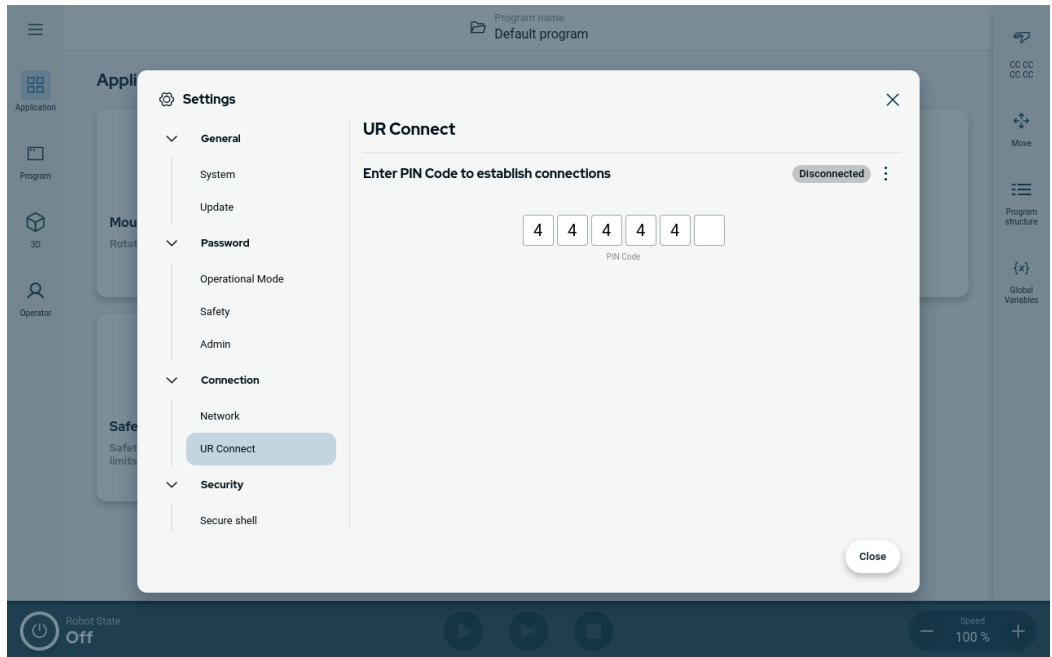 Program name
Default program
Application
Program
3D
Operator
Appli
Mou
Rotat
Safe
Safet
limits
Settings
General
System
Update
Password
Operational Mode
Safety
Admin
Connection
Network
UR Connect
Security
Secure shell
UR Connect
Enter PIN Code to establish connections
Disconnected
4 4 4 4 4
PIN Code
Close
CC CC
CC CC
Move
Program
structure
{x}
Global
Variables
Robot State
Off
Speed
100 %